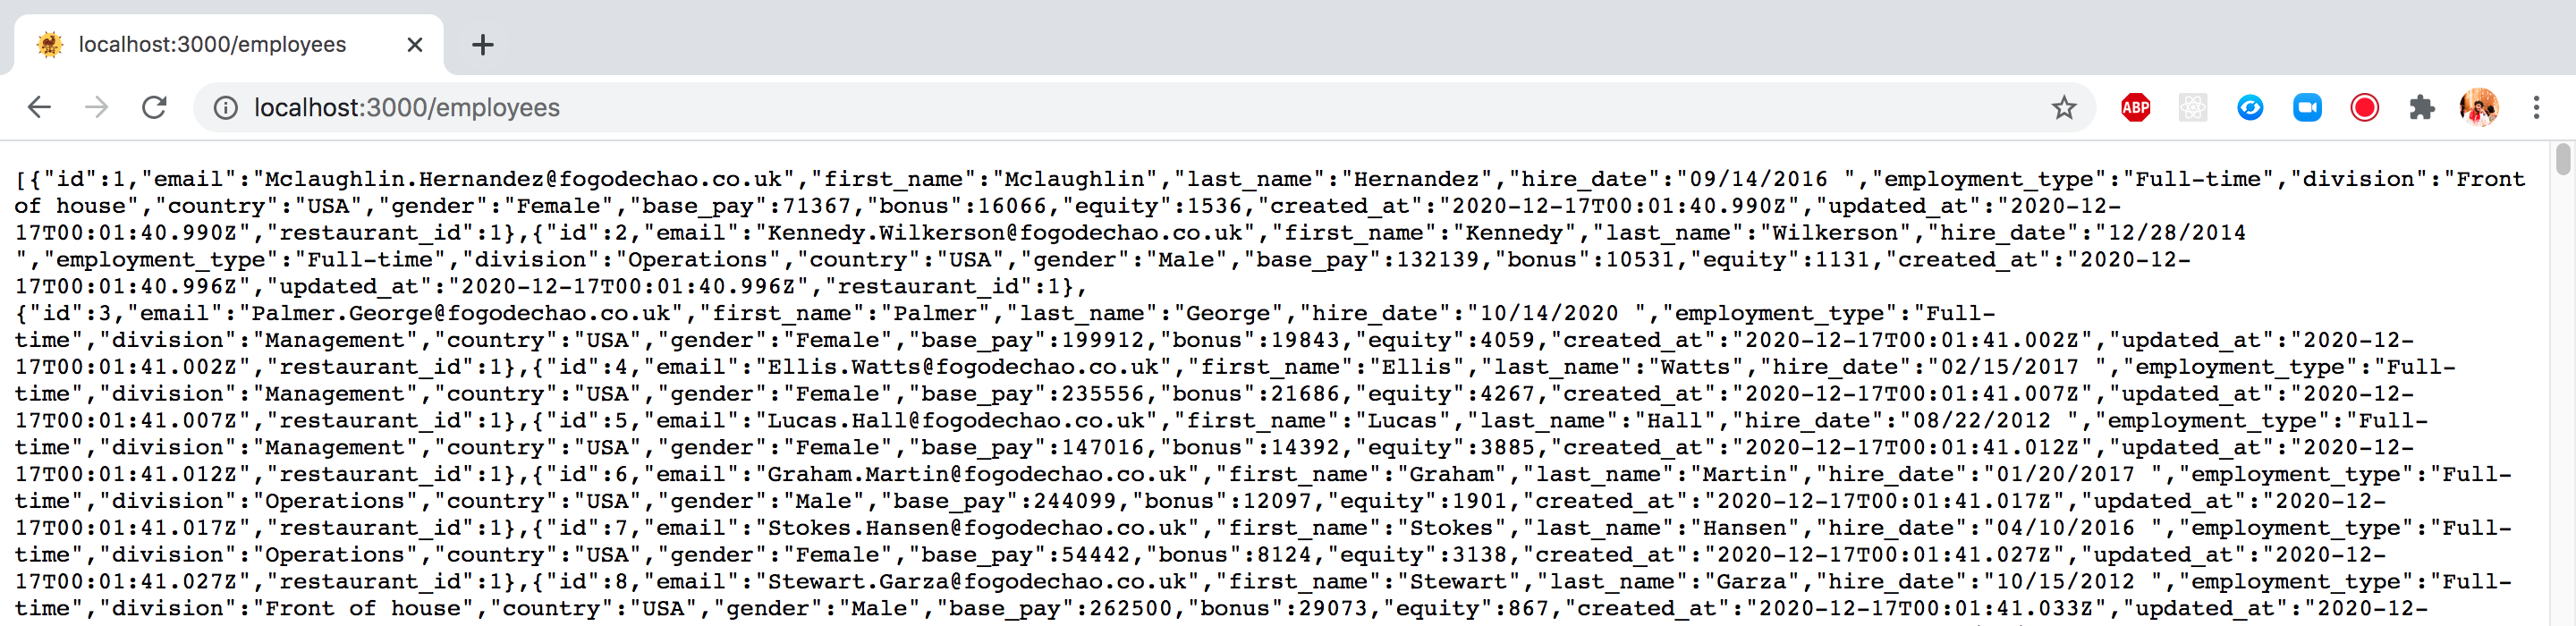 localhost:3000/employees
localhost:3000/employees
ABP
[{"id":1,"email":"Mclaughlin.Hernandez@fogodechao.co.uk","first_name":"Mclaughlin","last_name":"Hernandez","hire_date":"09/14/2016 ","employment_type":"Full-time","division":"Front
of house","country":"USA","gender":"Female","base_pay":71367,"bonus":16066,"equity":1536,"created_at":"2020-12-17T00:01:40.990Z","updated_at":"2020-12-
17T00:01:40.990Z","restaurant_id":1},{"id":2,"email":"Kennedy.Wilkerson@fogodechao.co.uk","first_name":"Kennedy","last_name":"Wilkerson","hire_date":"12/28/2014
","employment_type":"Full-time","division":"Operations","country":"USA","gender":"Male","base_pay":132139,"bonus":10531,"equity":1131,"created_at":"2020-12-
17T00:01:40.996Z","updated_at":"2020-12-17T00:01:40.996Z","restaurant_id":1},
{"id":3,"email":"Palmer.George@fogodechao.co.uk","first_name":"Palmer","last_name":"George","hire_date":"10/14/2020 ","employment_type":"Full-
time","division":"Management","country":"USA","gender":"Female","base_pay":199912,"bonus":19843,"equity":4059,"created_at":"2020-12-17T00:01:41.002Z","updated_at":"2020-12-
17T00:01:41.002Z","restaurant_id":1},{"id":4,"email":"Ellis.Watts@fogodechao.co.uk","first_name":"Ellis","last_name":"Watts","hire_date":"02/15/2017 ","employment_type":"Full-
time","division":"Management","country":"USA","gender":"Female","base_pay":235556,"bonus":21686,"equity":4267,"created_at":"2020-12-17T00:01:41.007Z","updated_at":"2020-12-
17T00:01:41.007Z","restaurant_id":1},{"id":5,"email":"Lucas.Hall@fogodechao.co.uk","first_name":"Lucas","last_name":"Hall","hire_date":"08/22/2012 ","employment_type":"Full-
time","division":"Management","country":"USA","gender":"Female","base_pay":147016,"bonus":14392,"equity":3885,"created_at":"2020-12-17T00:01:41.012Z","updated_at":"2020-12-
17T00:01:41.012Z","restaurant_id":1},{"id":6,"email":"Graham.Martin@fogodechao.co.uk","first_name":"Graham","last_name":"Martin","hire_date":"01/20/2017 ","employment_type":"Full-
time","division":"Operations","country":"USA","gender":"Male","base_pay":244099,"bonus":12097,"equity":1901,"created_at":"2020-12-17T00:01:41.017Z","updated_at":"2020-12-
17T00:01:41.017Z","restaurant_id":1},{"id":7,"email":"Stokes.Hansen@fogodechao.co.uk","first_name":"Stokes","last_name":"Hansen","hire_date":"04/10/2016 ","employment_type":"Full-
time","division":"Operations","country":"USA","gender":"Female","base_pay":54442,"bonus":8124,"equity":3138,"created_at":"2020-12-17T00:01:41.027Z","updated_at":"2020-12-
17T00:01:41.027Z","restaurant_id":1},{"id":8,"email":"Stewart.Garza@fogodechao.co.uk","first_name":"Stewart","last_name":"Garza","hire_date":"10/15/2012 ","employment_type":"Full-
time","division":"Front of house","country":"USA","gender":"Male","base_pay":262500,"bonus":29073,"equity":867,"created_at":"2020-12-17T00:01:41.033Z","updated_at":"2020-12-